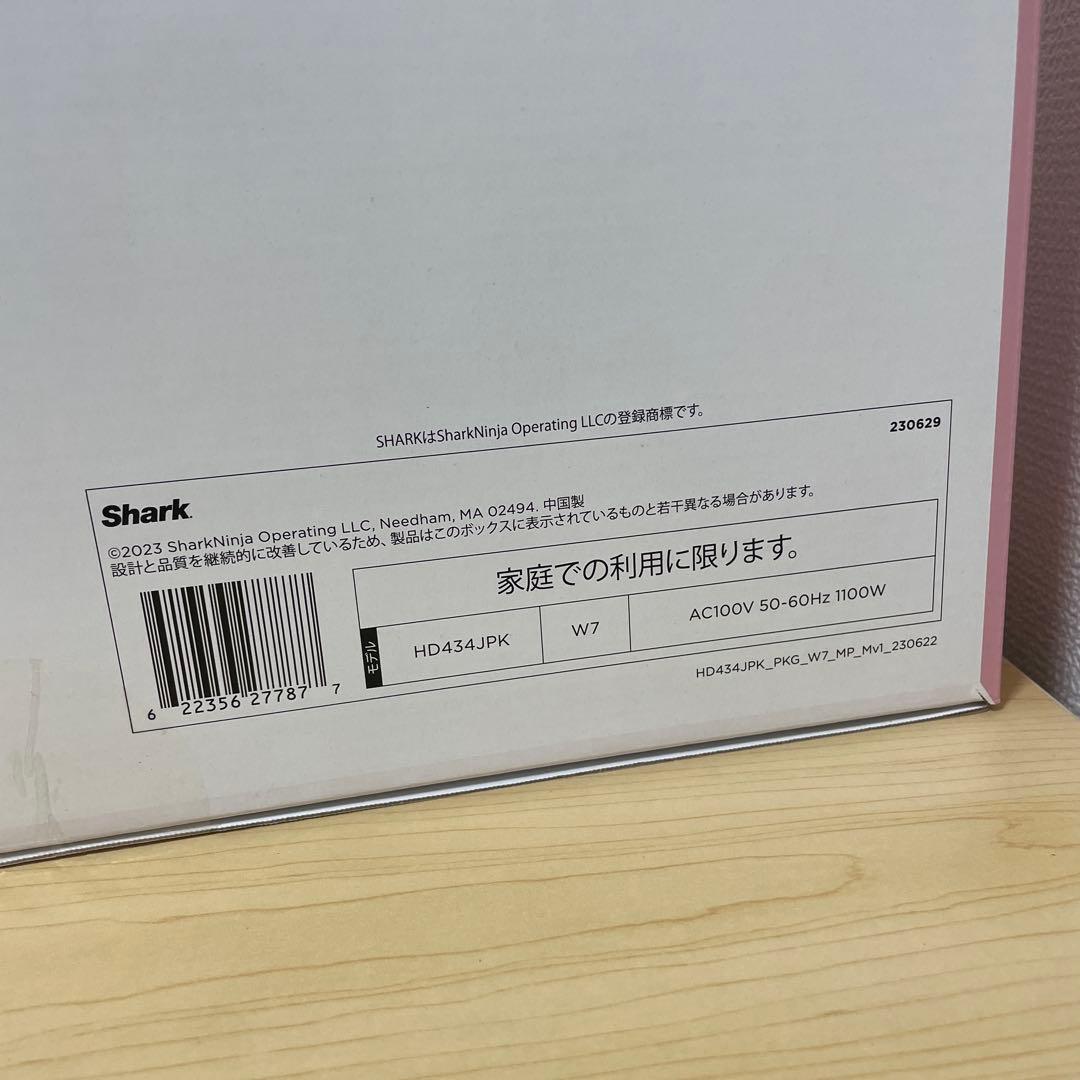 SHARKはSharkNinja Operating LLCの登録商標です。
230629
Shark
©2023 SharkNinja Operating LLC, Needham, MA 02494. 中国製
設計と品質を継続的に改善しているため、製品はこのボックスに表示されているものと若干異なる場合があります。
家庭での利用に限ります。
モデル
HD434JPK
W7
AC100V 50-60Hz 1100W
6 22356 27787 7
HD434JPK_PKG_W7_MP_Mv1_230622